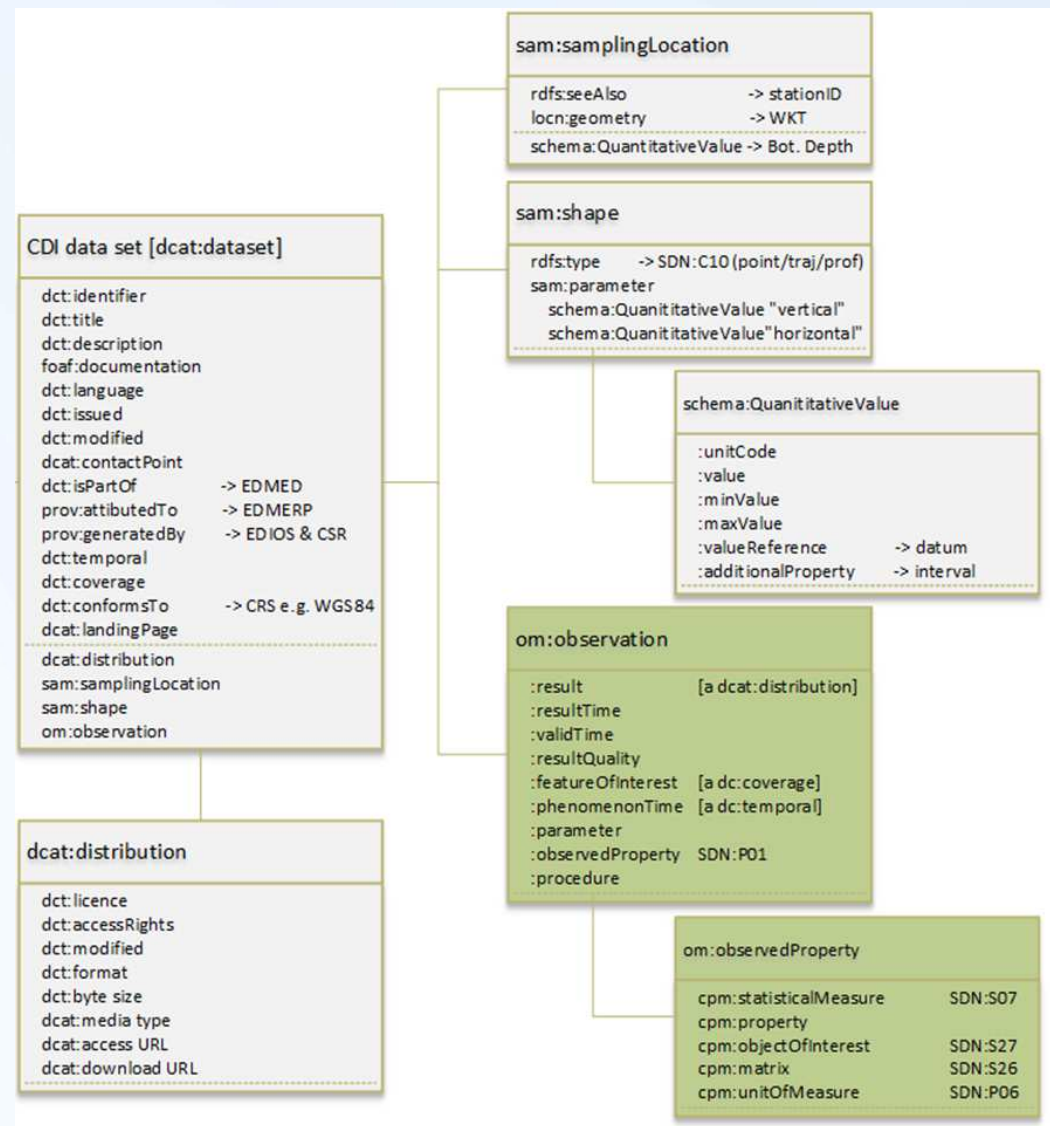 sam:samplingLocation
rdfs:seeAlso -> stationID
locn:geometry -> WKT
schema:QuantitativeValue -> Bot. Depth
sam:shape
rdfs:type -> SDN:C10 (point/traj/prof)
sam:parameter
schema:QuanititativeValue "vertical"
schema:QuanititativeValue"horizontal"
schema:QuanititativeValue
:unitCode
:value
:minValue
:maxValue
:valueReference -> datum
:additionalProperty -> interval
CDI data set [dcat:dataset]
dct:identifier
dct:title
dct:description
foaf:documentation
dct:language
dct:issued
dct:modified
dcat:contactPoint
dct:isPartOf -> EDMED
prov:attibutedTo -> EDMERP
prov:generatedBy -> EDIOS & CSR
dct:temporal
dct:coverage
dct:conformsTo -> CRS e.g. WGS84
dcat:landingPage
dcat:distribution
sam:samplingLocation
sam:shape
om:observation
om:observation
:result [a dcat:distribution]
:resultTime
:validTime
:resultQuality
:featureOfInterest [a dc:coverage]
:phenomenonTime [a dc:temporal]
:parameter
:observedProperty SDN:P01
:procedure
dcat:distribution
dct:licence
dct:accessRights
dct:modified
dct:format
dct:byte size
dcat:media type
dcat:access URL
dcat:download URL
om:observedProperty
cpm:statisticalMeasure SDN:S07
cpm:property
cpm:objectOfInterest SDN:S27
cpm:matrix SDN:S26
cpm:unitOfMeasure SDN:P06